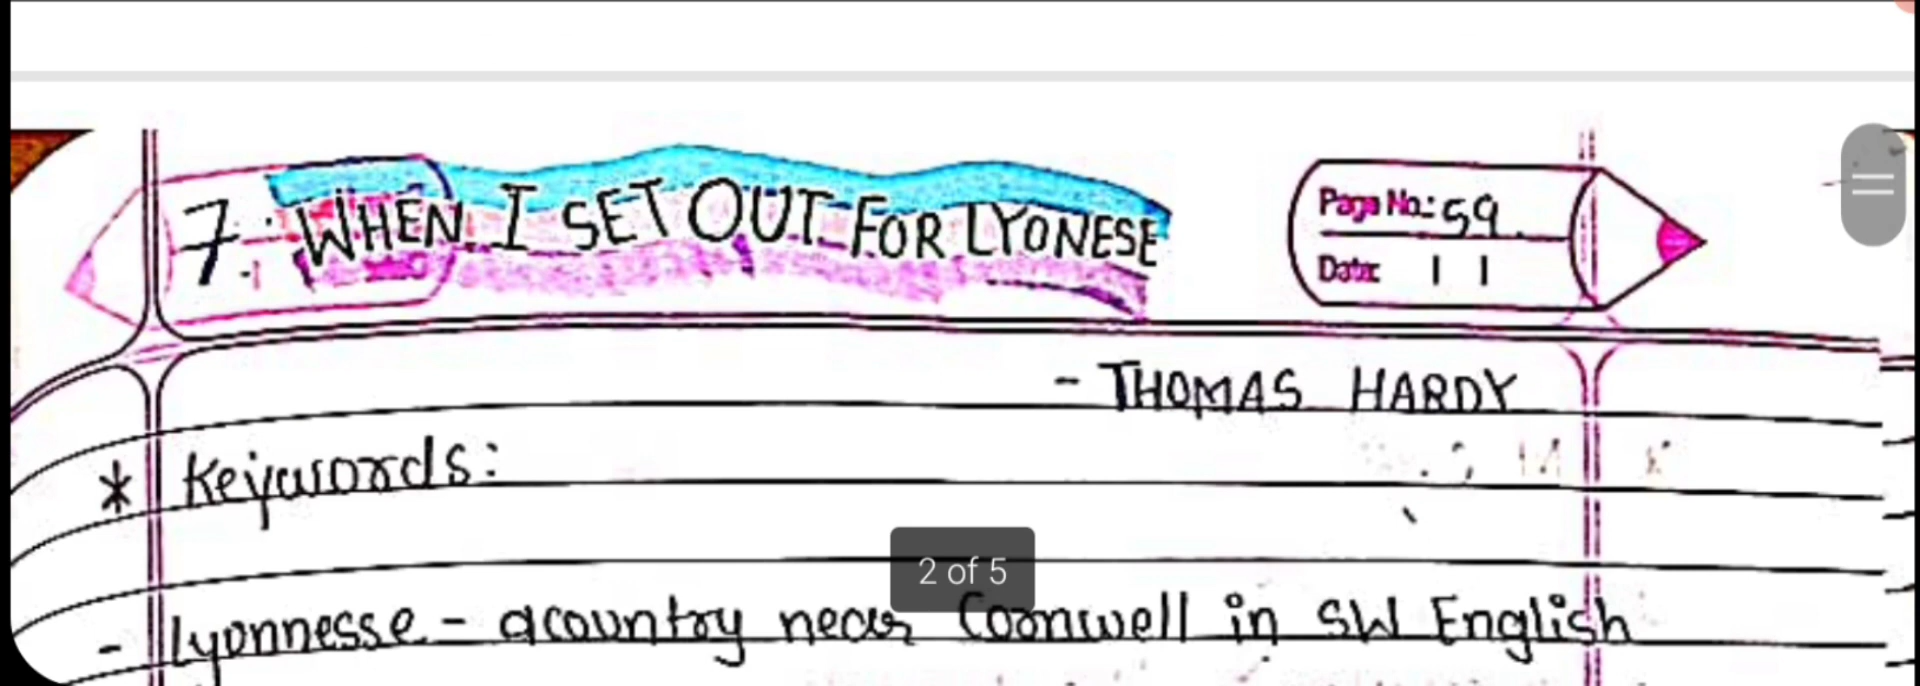 7. WHEN I SET OUT FOR LYONESE
Page No.: 59
Date: | |
- THOMAS HARDY
* Keywords:
2 of 5
- Lyonnesse - a country near Cornwell in SW English